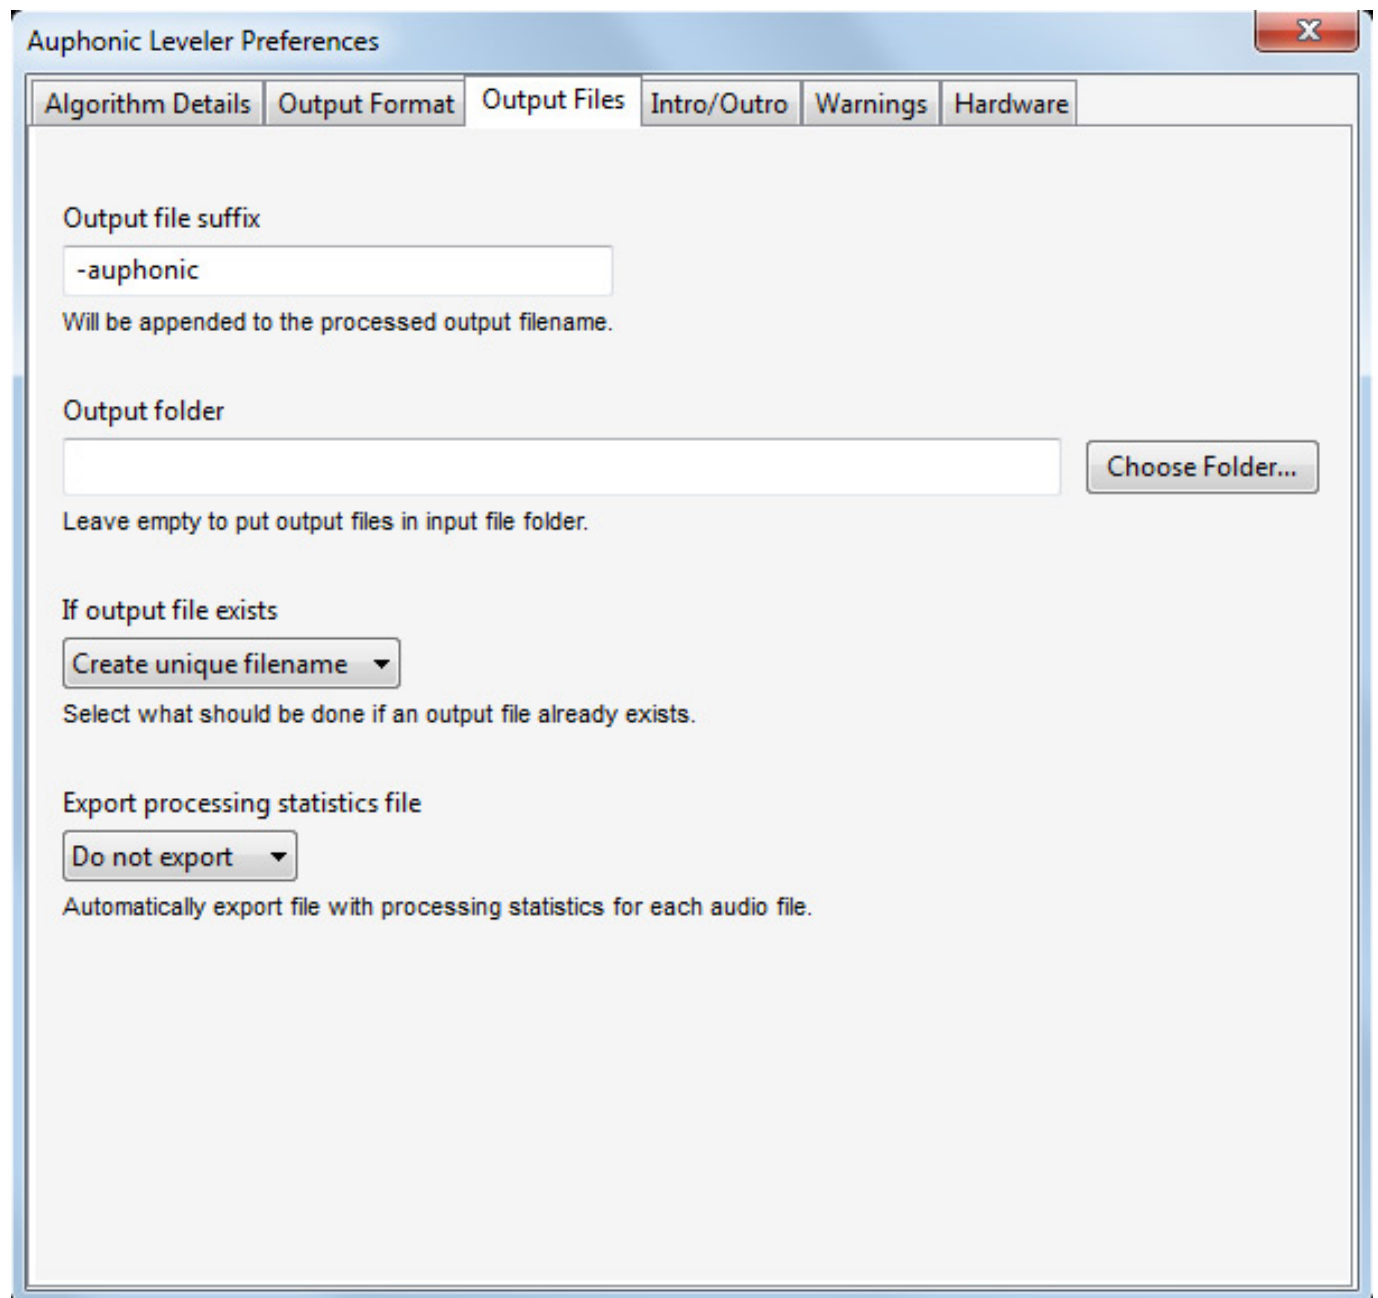 Auphonic Leveler Preferences
Algorithm Details Output Format Output Files Intro/Outro Warnings Hardware
Output file suffix
-auphonic
Will be appended to the processed output filename.
Output folder
Choose Folder...
Leave empty to put output files in input file folder.
If output file exists
Create unique filename
Select what should be done if an output file already exists.
Export processing statistics file
Do not export
Automatically export file with processing statistics for each audio file.